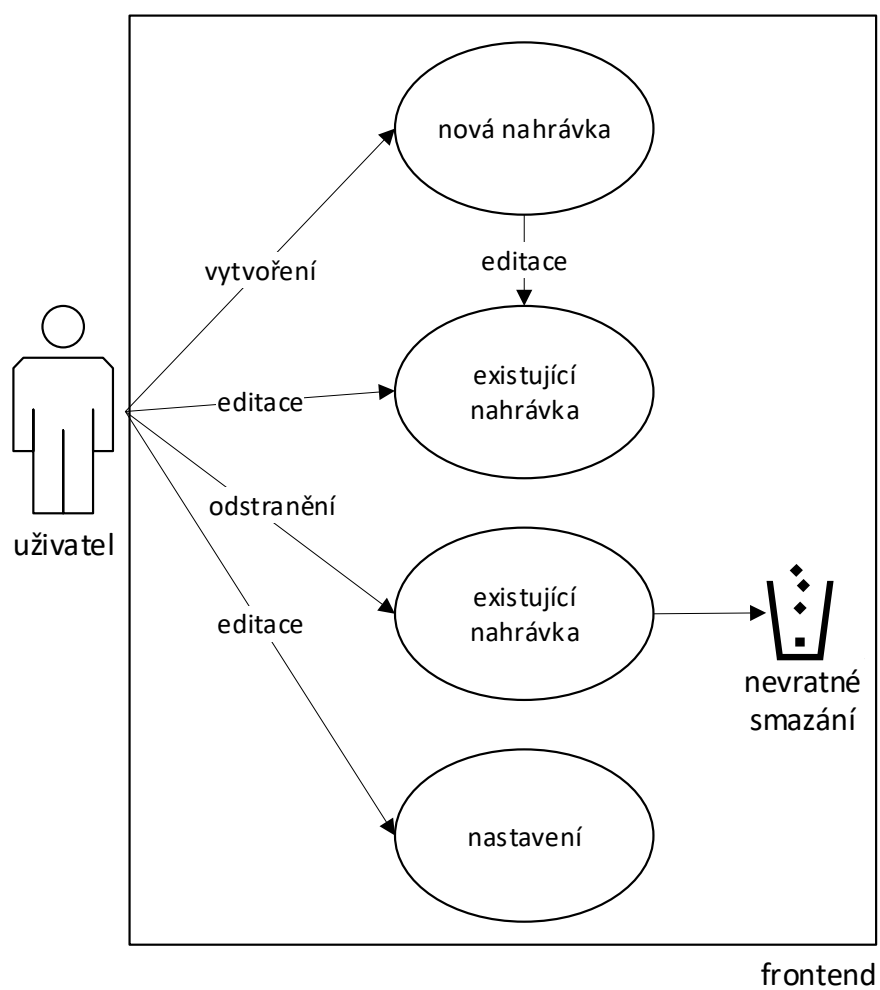 nová nahrávka
vytvoření
editace
existující
nahrávka
editace
odstranění
uživatel
existující
nahrávka
editace
nevratné
smazání
nastavení
frontend